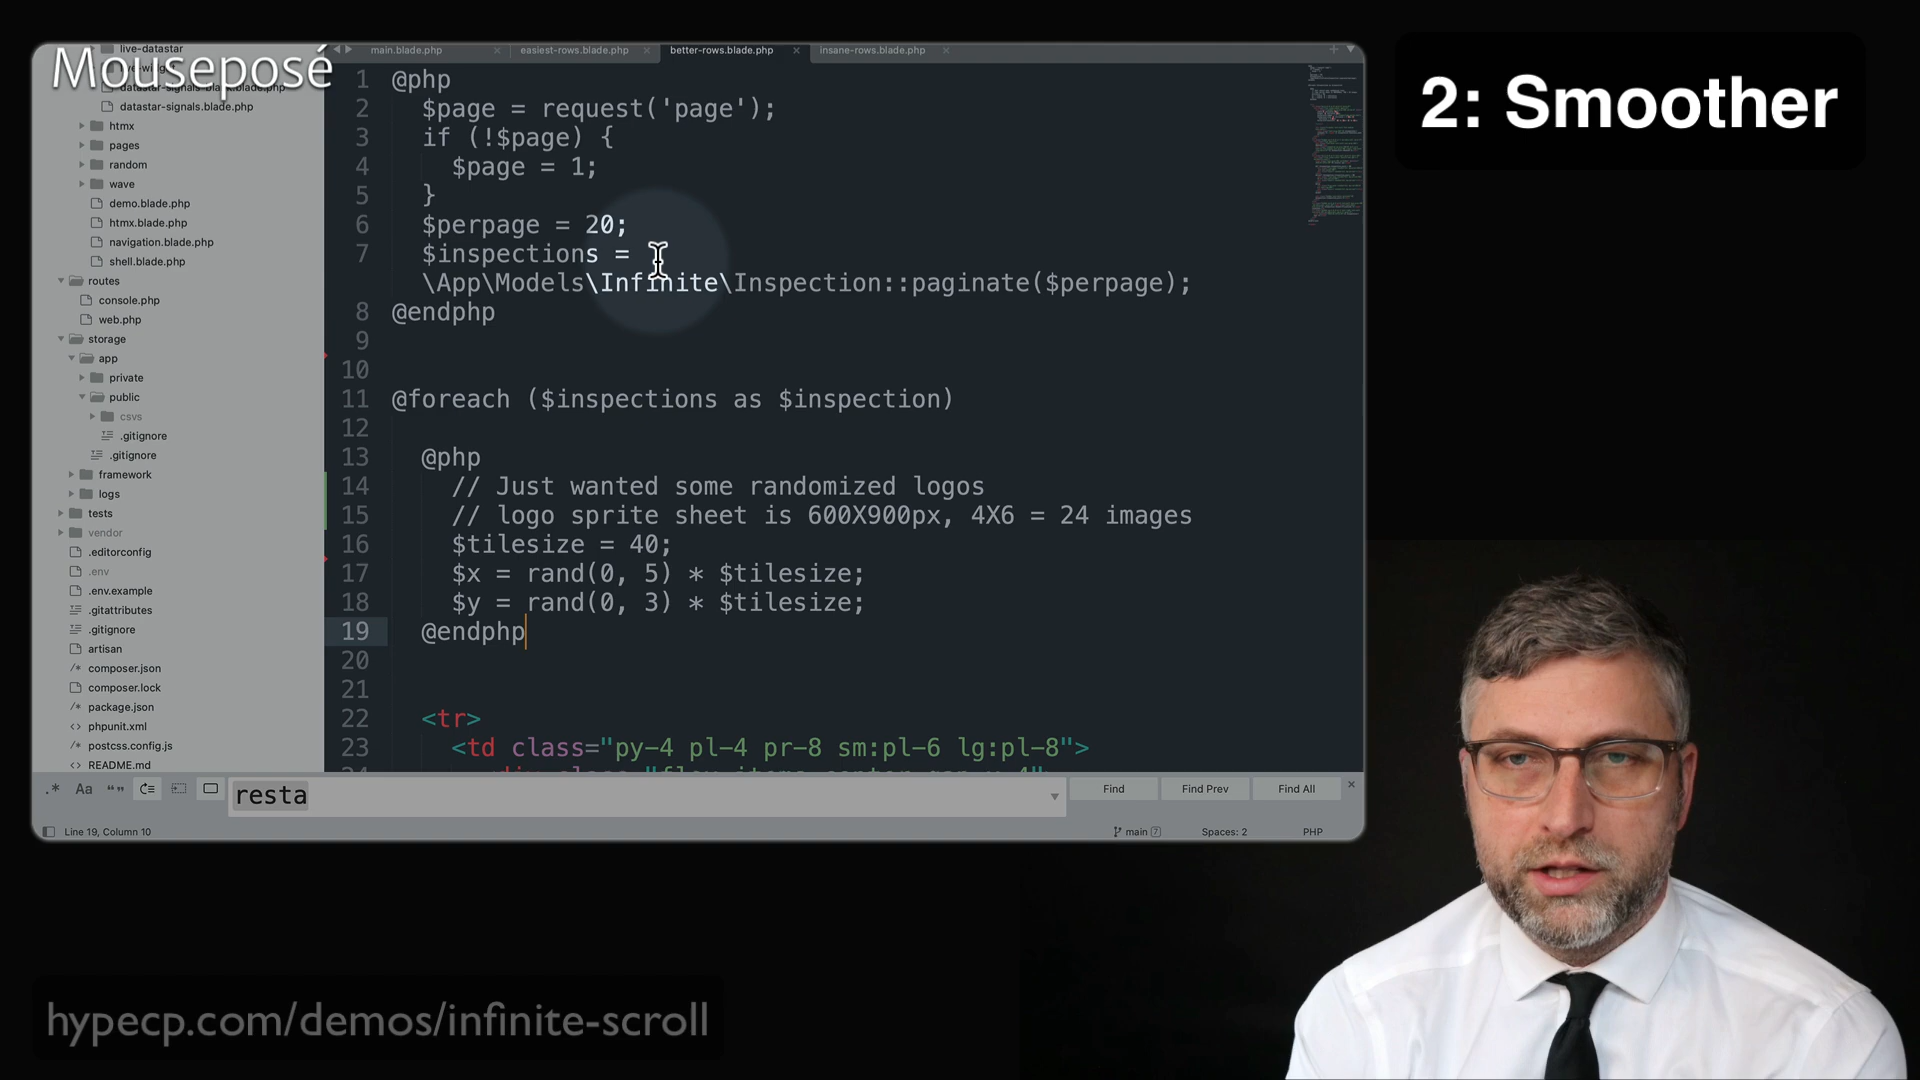 Mouseposé
2: Smoother
live-datastar
datastar-signals.blade.php
htmx
pages
random
wave
demo.blade.php
htmx.blade.php
navigation.blade.php
shell.blade.php
routes
console.php
web.php
storage
app
private
public
csvs
.gitignore
.gitignore
framework
logs
tests
vendor
.editorconfig
.env
.env.example
.gitattributes
.gitignore
artisan
composer.json
composer.lock
package.json
phpunit.xml
postcss.config.js
README.md
main.blade.php × easiest-rows.blade.php × better-rows.blade.php × insane-rows.blade.php ×
1 @php
2 $page = request('page');
3 if (!$page) {
4 $page = 1;
5 }
6 $perpage = 20;
7 $inspections =
\App\Models\Infinite\Inspection::paginate($perpage);
8 @endphp
9
10
11 @foreach ($inspections as $inspection)
12
13 @php
14 // Just wanted some randomized logos
15 // logo sprite sheet is 600X900px, 4X6 = 24 images
16 $tilesize = 40;
17 $x = rand(0, 5) * $tilesize;
18 $y = rand(0, 3) * $tilesize;
19 @endphp
20
21
22 <tr>
23 <td class="py-4 pl-4 pr-8 sm:pl-6 lg:pl-8">
.* Aa “” resta Find Find Prev Find All ×
Line 19, Column 10 main 7 Spaces: 2 PHP
hypecp.com/demos/infinite-scroll